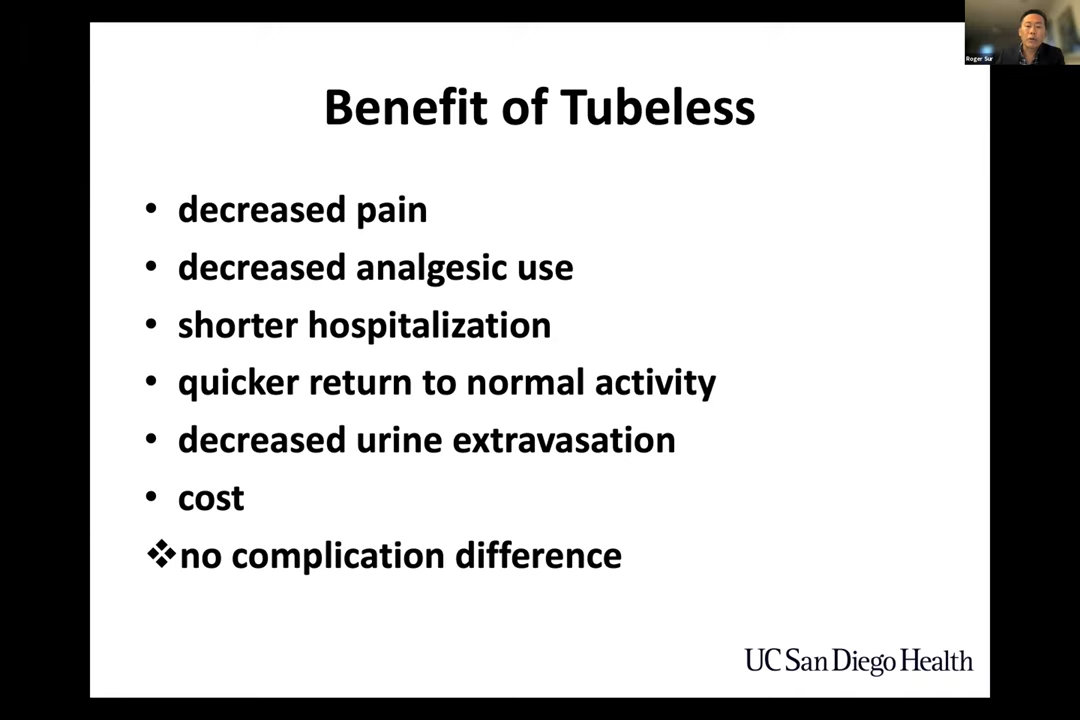 Roger Sur
Benefit of Tubeless
• decreased pain
• decreased analgesic use
• shorter hospitalization
• quicker return to normal activity
• decreased urine extravasation
• cost
❖no complication difference
UC San Diego Health